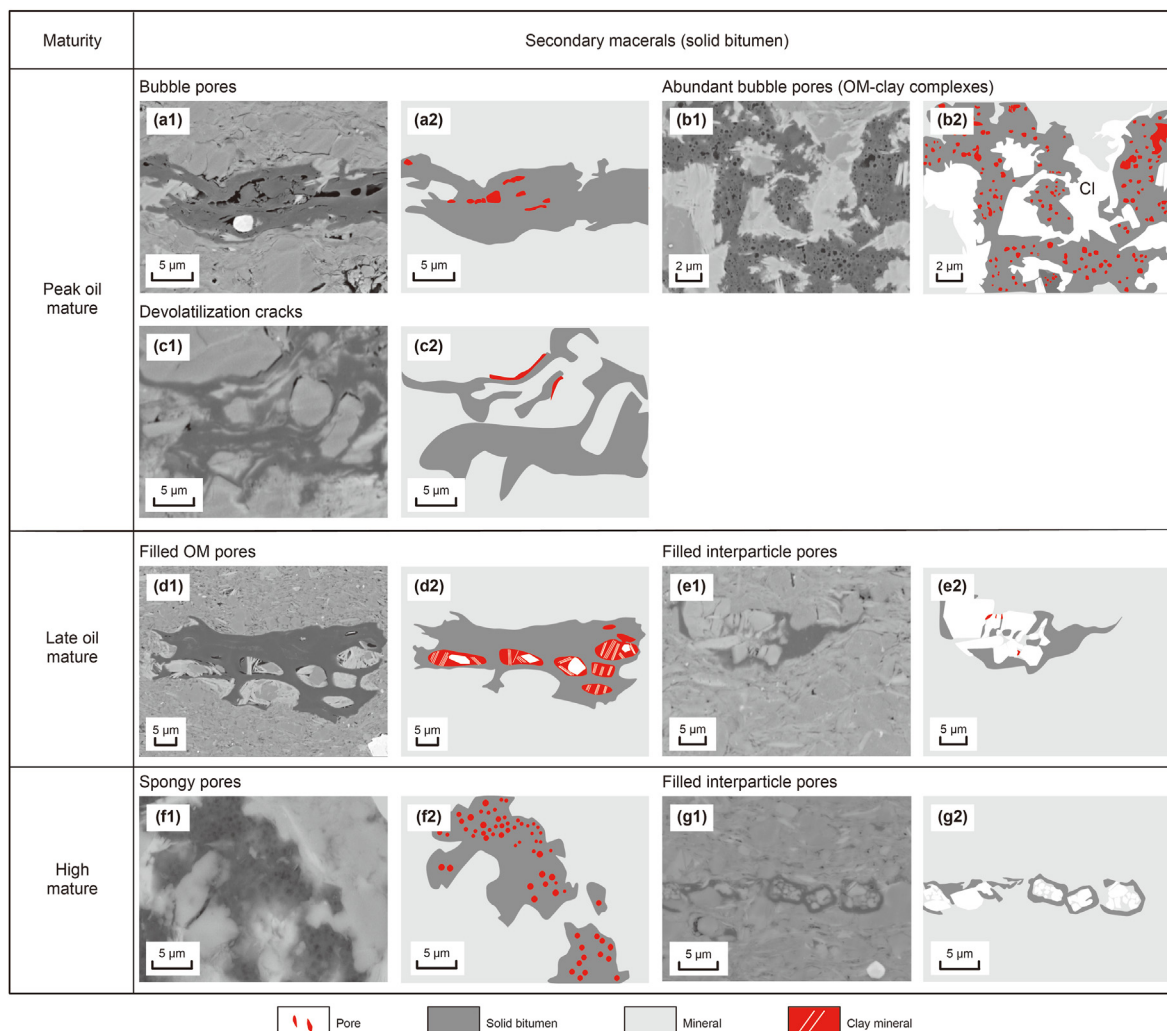 Maturity
Secondary macerals (solid bitumen)
Peak oil
mature
Bubble pores
Abundant bubble pores (OM-clay complexes)
(a1)
5 µm
(a2)
5 µm
(b1)
2 µm
(b2)
Cl
2 µm
Devolatilization cracks
(c1)
5 µm
(c2)
5 µm
Late oil
mature
Filled OM pores
Filled interparticle pores
(d1)
5 µm
(d2)
5 µm
(e1)
5 µm
(e2)
5 µm
High
mature
Spongy pores
Filled interparticle pores
(f1)
5 µm
(f2)
5 µm
(g1)
5 µm
(g2)
5 µm
Pore
Solid bitumen
Mineral
Clay mineral